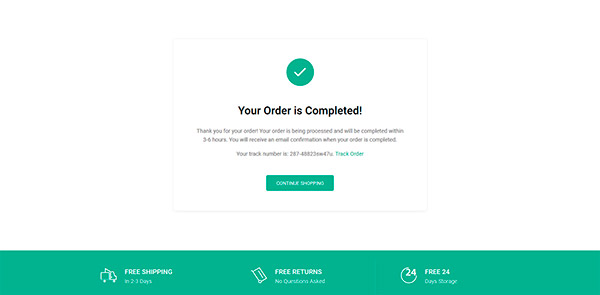 Your Order is Completed!
Thank you for your order! Your order is being processed and will be completed within
3-6 hours. You will receive an email confirmation when your order is completed.
Your track number is: 287-48823sw47u. Track Order
CONTINUE SHOPPING
FREE SHIPPING
In 2-3 Days
FREE RETURNS
No Questions Asked
24
FREE 24
Days Storage